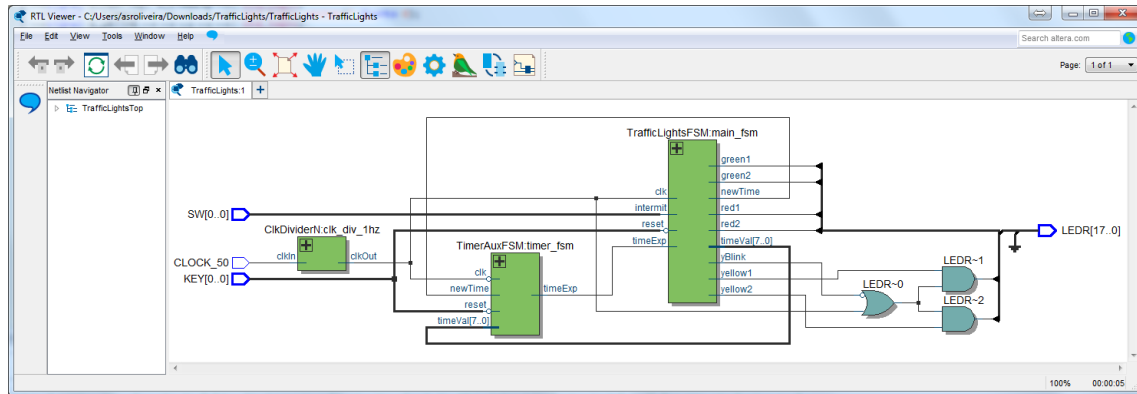 RTL Viewer - C:/Users/asroliveira/Downloads/TrafficLights/TrafficLights - TrafficLights
File Edit View Tools Window Help
Search altera.com
Page: 1 of 1
Netlist Navigator
TrafficLights:1
TrafficLightsTop
TrafficLightsFSM:main_fsm
green1
green2
clk newTime
SW[0..0] intermit red1
reset red2
LEDR[17..0]
ClkDividerN:clk_div_1hz
timeExp timeVal[7..0]
TimerAuxFSM:timer_fsm
CLOCK_50 clkIn clkOut
yBlink
LEDR~1
KEY[0..0]
clk
yellow1
LEDR~0
newTime timeExp
yellow2
LEDR~2
reset
timeVal[7..0]
100% 00:00:05